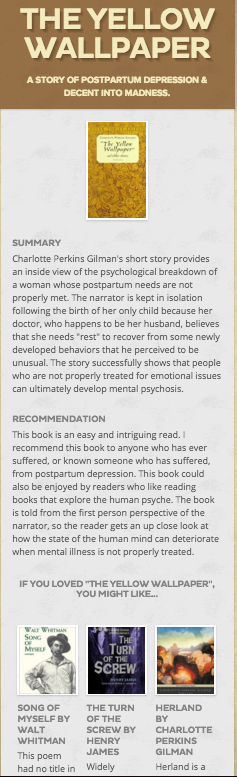 THE YELLOW
WALLPAPER
A STORY OF POSTPARTUM DEPRESSION &
DECENT INTO MADNESS.
"The Yellow
Wallpaper"
SUMMARY
Charlotte Perkins Gilman's short story provides
an inside view of the psychological breakdown of
a woman whose postpartum needs are not
properly met. The narrator is kept in isolation
following the birth of her only child because her
doctor, who happens to be her husband, believes
that she needs "rest" to recover from some newly
developed behaviors that he perceived to be
unusual. The story successfully shows that people
who are not properly treated for emotional issues
can ultimately develop mental psychosis.
RECOMMENDATION
This book is an easy and intriguing read. I
recommend this book to anyone who has ever
suffered, or known someone who has suffered,
from postpartum depression. This book could
also be enjoyed by readers who like reading
books that explore the human psyche. The book
is told from the first person perspective of the
narrator, so the reader gets an up close look at
how the state of the human mind can deteriorate
when mental illness is not properly treated.
IF YOU LOVED "THE YELLOW WALLPAPER",
YOU MIGHT LIKE...
WALT WHITMAN
SONG OF
MYSELF
THE TURN
OF THE
SCREW
SONG OF
MYSELF BY
WALT
WHITMAN
This poem
had no title in
THE TURN
OF THE
SCREW BY
HENRY
JAMES
Widely
HERLAND
BY
CHARLOTTE
PERKINS
GILMAN
Herland is a